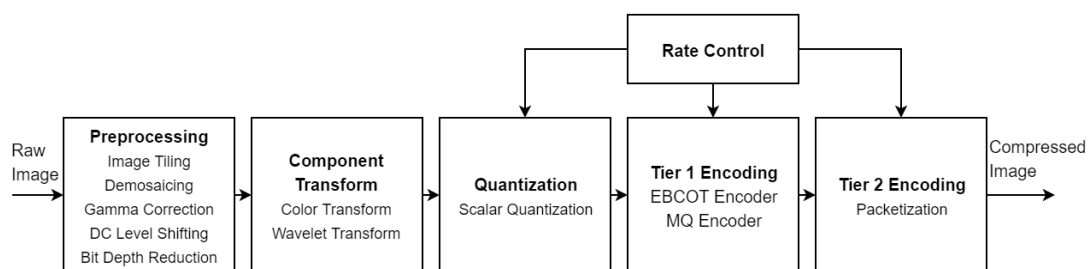 Rate Control
Raw
Image
Preprocessing
Image Tiling
Demosaicing
Gamma Correction
DC Level Shifting
Bit Depth Reduction
Component
Transform
Color Transform
Wavelet Transform
Quantization
Scalar Quantization
Tier 1 Encoding
EBCOT Encoder
MQ Encoder
Tier 2 Encoding
Packetization
Compressed
Image